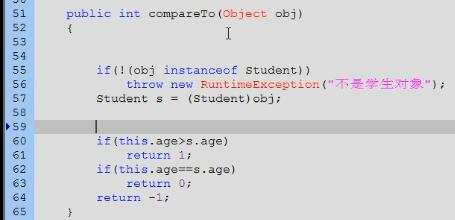 51 public int compareTo(Object obj)
52 {
53
54
55 if(!(obj instanceof Student))
56 throw new RuntimeException("不是学生对象");
57 Student s = (Student)obj;
58
59
60 if(this.age>s.age)
61 return 1;
62 if(this.age==s.age)
63 return 0;
64 return -1;
65 }